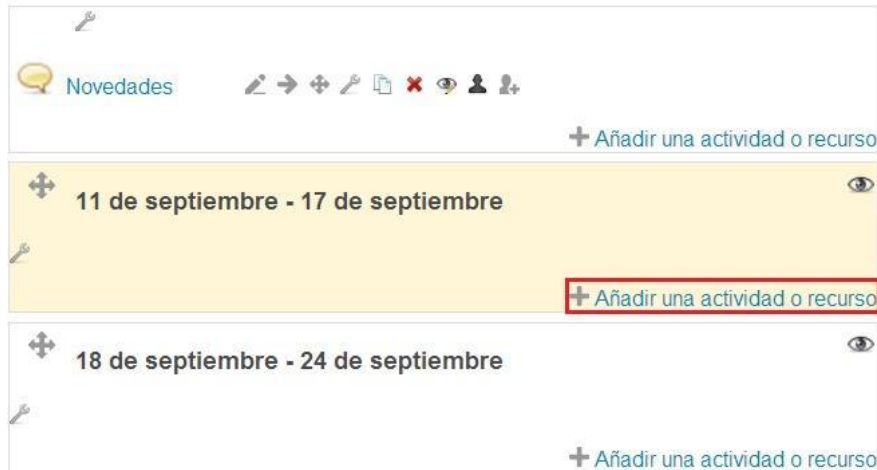 Novedades
Añadir una actividad o recurso
11 de septiembre - 17 de septiembre
Añadir una actividad o recurso
18 de septiembre - 24 de septiembre
Añadir una actividad o recurso